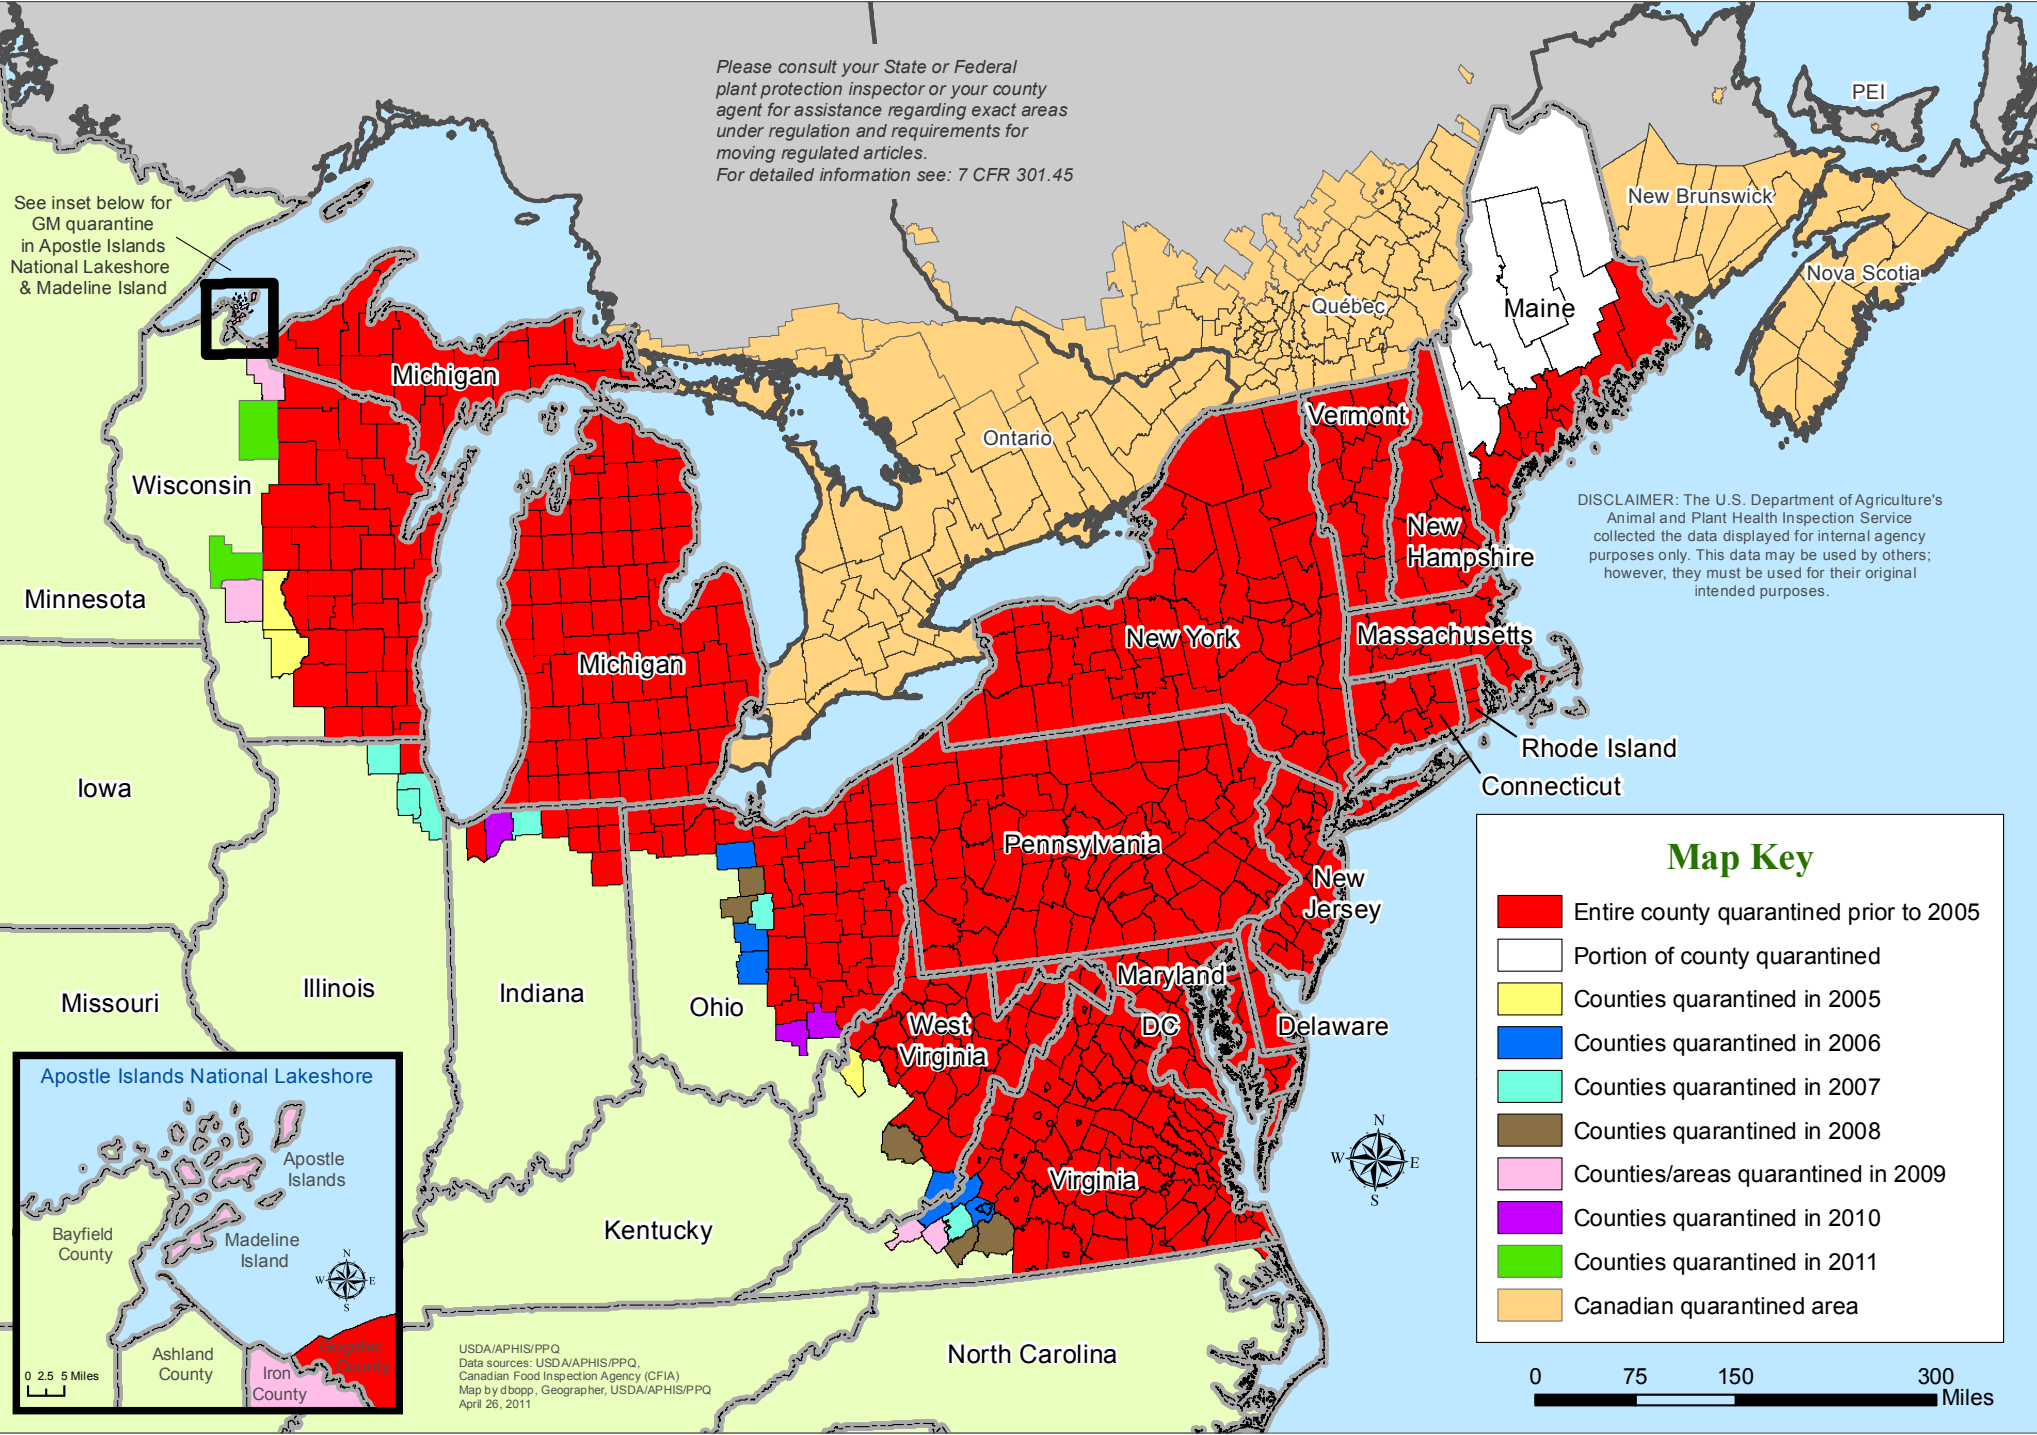 Please consult your State or Federal
plant protection inspector or your county
agent for assistance regarding exact areas
under regulation and requirements for
moving regulated articles.
For detailed information see: 7 CFR 301.45
PEI
See inset below for
GM quarantine
in Apostle Islands
National Lakeshore
& Madeline Island
New Brunswick
Nova Scotia
Québec
Maine
Michigan
Vermont
Ontario
Wisconsin
DISCLAIMER: The U.S. Department of Agriculture's
Animal and Plant Health Inspection Service
collected the data displayed for internal agency
purposes only. This data may be used by others;
however, they must be used for their original
intended purposes.
New
Hampshire
Minnesota
New York
Massachusetts
Michigan
Rhode Island
Connecticut
Iowa
Pennsylvania
New
Jersey
Maryland
Missouri
Illinois
Indiana
Ohio
West
Virginia
DC
Delaware
Virginia
Kentucky
North Carolina
Map Key
Entire county quarantined prior to 2005
Portion of county quarantined
Counties quarantined in 2005
Counties quarantined in 2006
Counties quarantined in 2007
Counties quarantined in 2008
Counties/areas quarantined in 2009
Counties quarantined in 2010
Counties quarantined in 2011
Canadian quarantined area
N
W E
S
0 75 150 300
Miles
Apostle Islands National Lakeshore
Apostle
Islands
Bayfield
County
Madeline
Island
N
W E
S
Ashland
County
Iron
County
Gogebic
County
0 2.5 5 Miles
USDA/APHIS/PPQ
Data sources: USDA/APHIS/PPQ,
Canadian Food Inspection Agency (CFIA)
Map by dbopp, Geographer, USDA/APHIS/PPQ
April 26, 2011